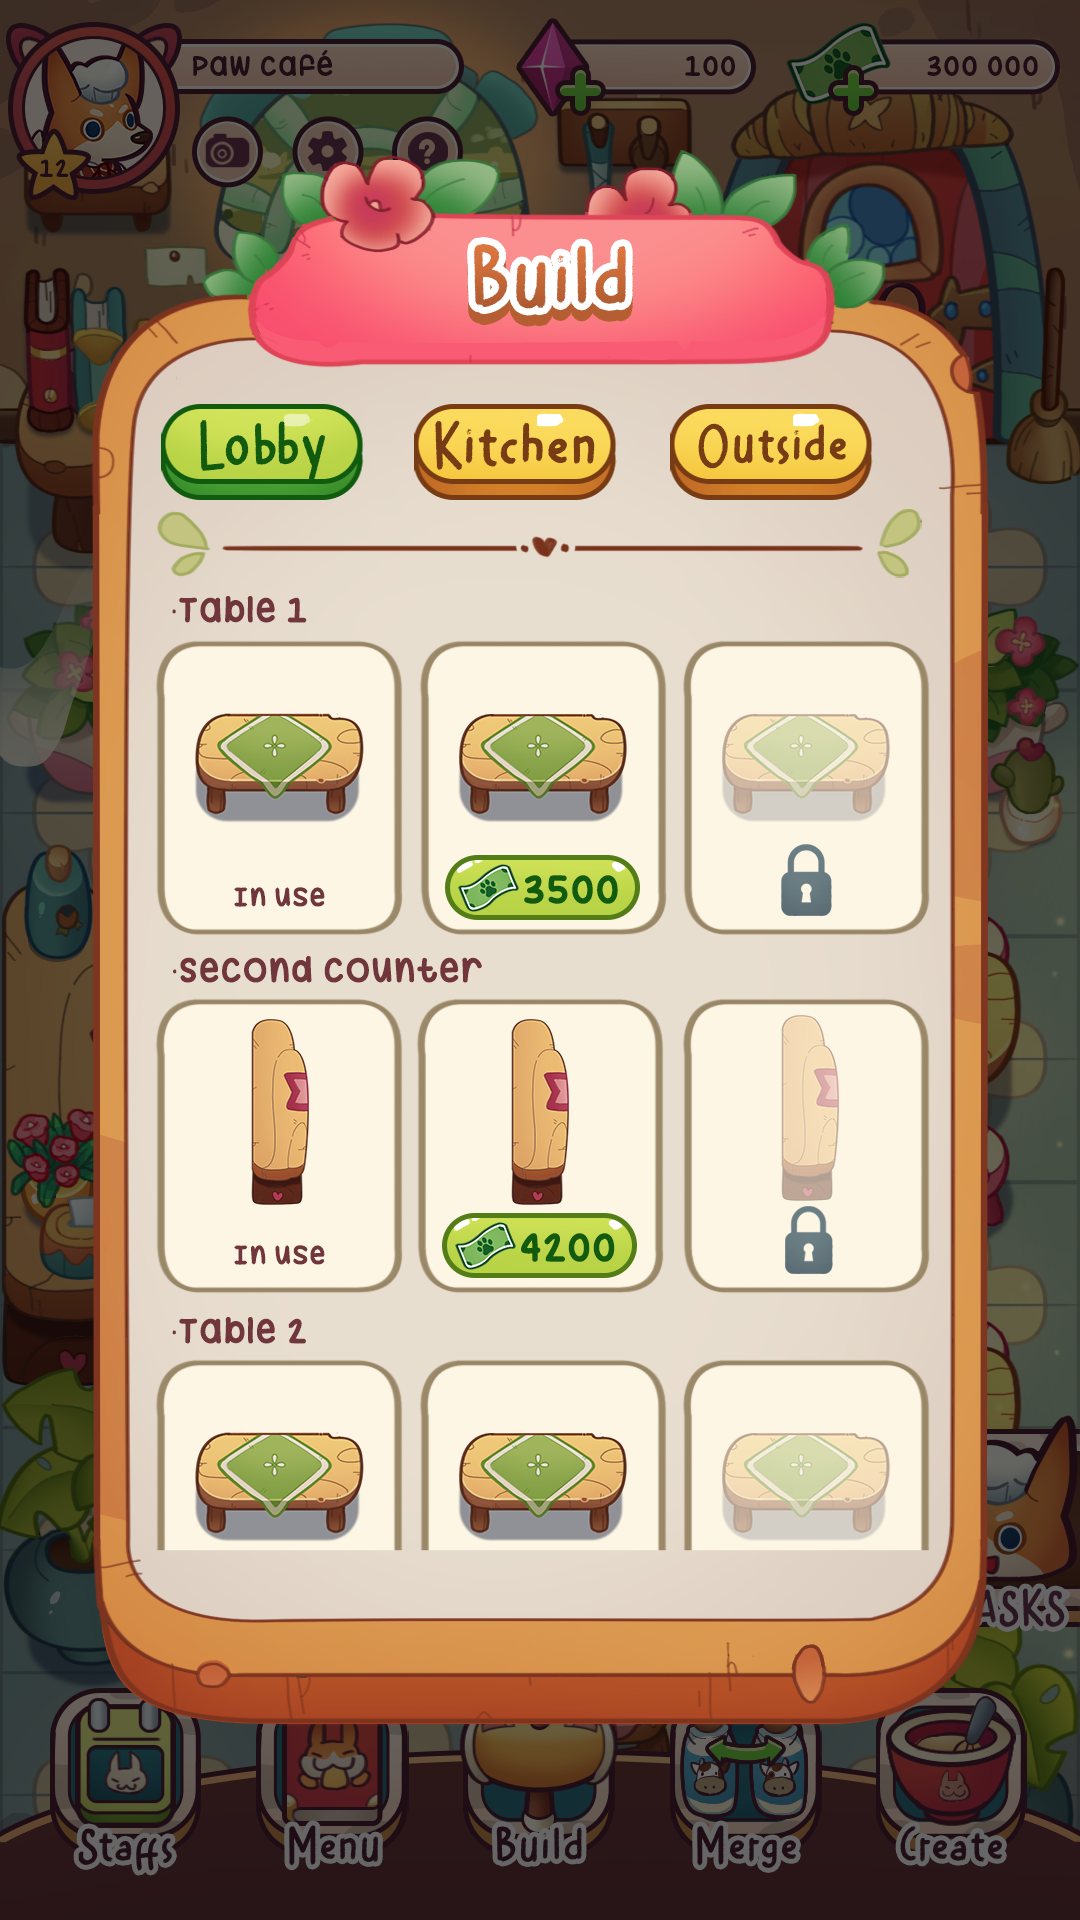 Paw café
100
300 000
12
?
Build
Lobby
Kitchen
Outside
·Table 1
In use
3500
·Second counter
In use
4200
·Table 2
ASKS
Staffs
Menu
Build
Merge
Create